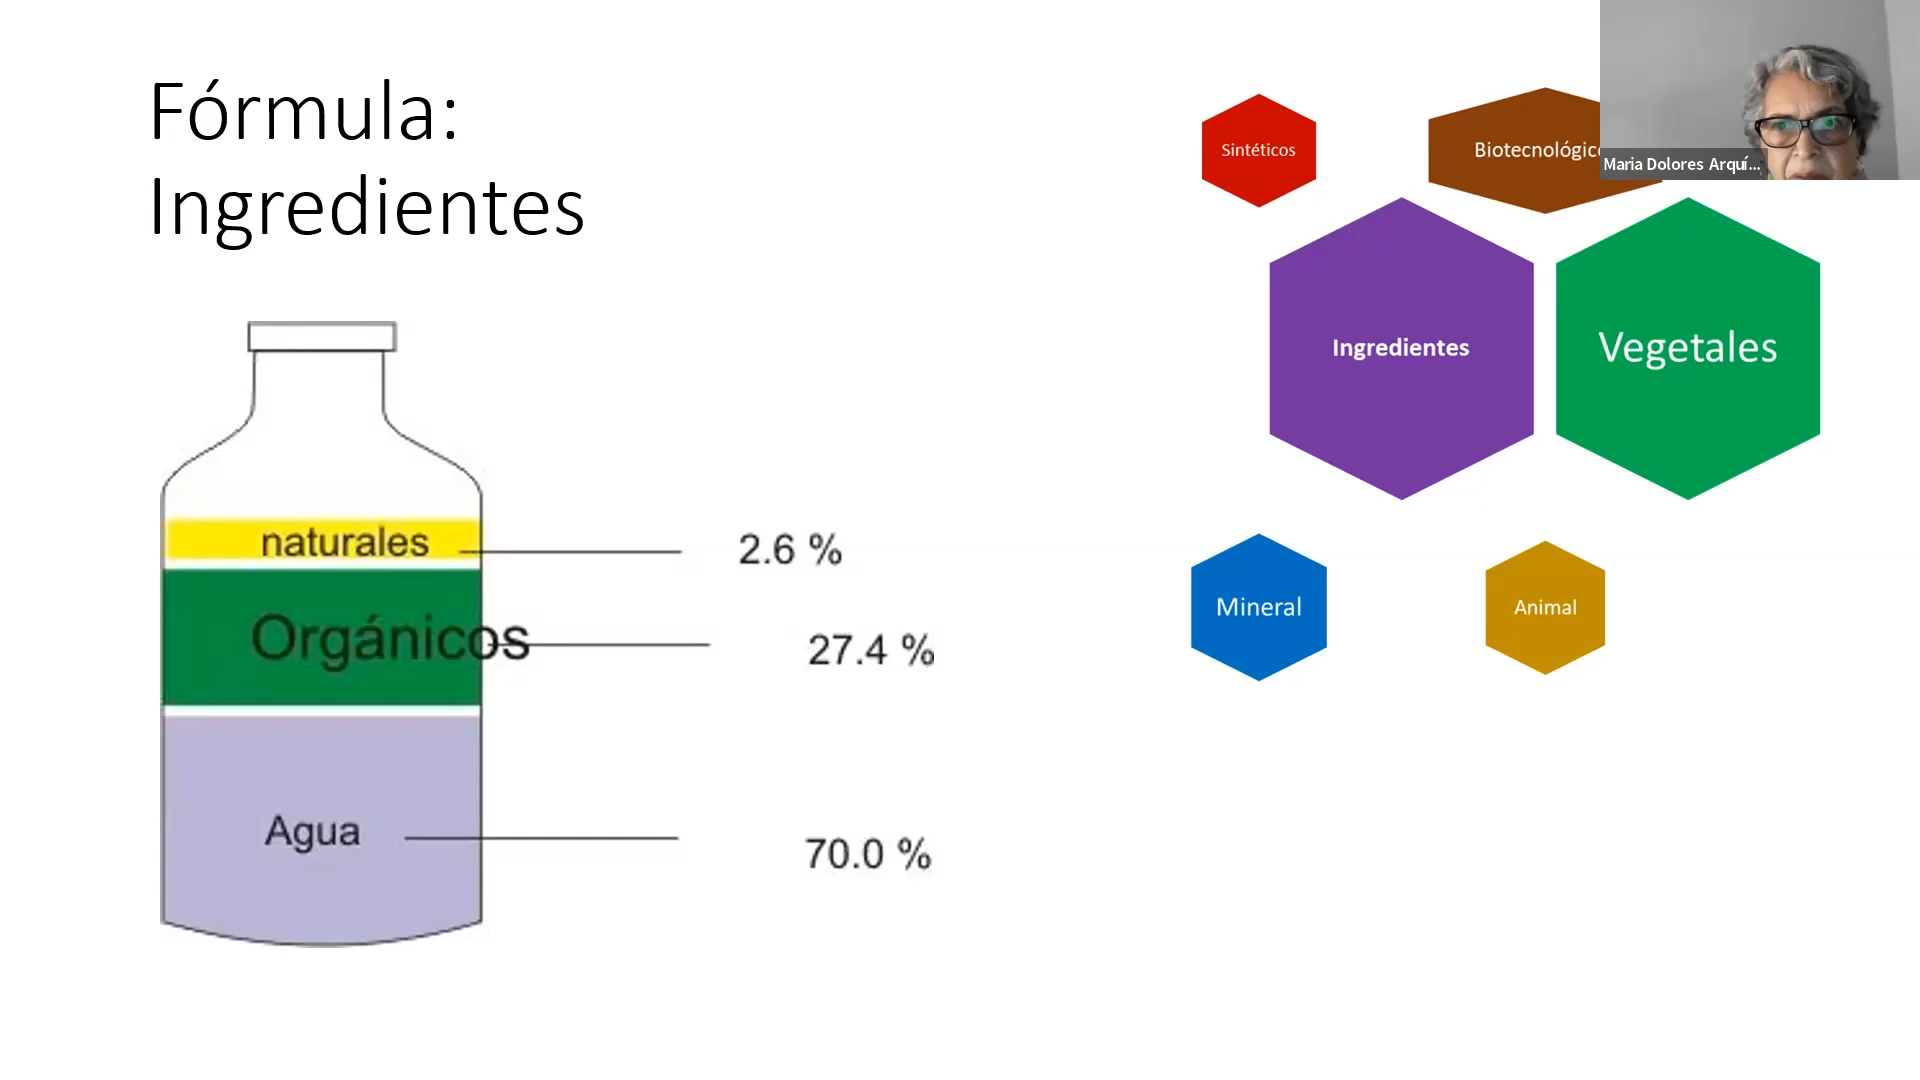 Fórmula:
Ingredientes
naturales
2.6 %
Orgánicos
27.4 %
Agua
70.0 %
Sintéticos
Biotecnológic
Ingredientes
Vegetales
Mineral
Animal
Maria Dolores Arquí...